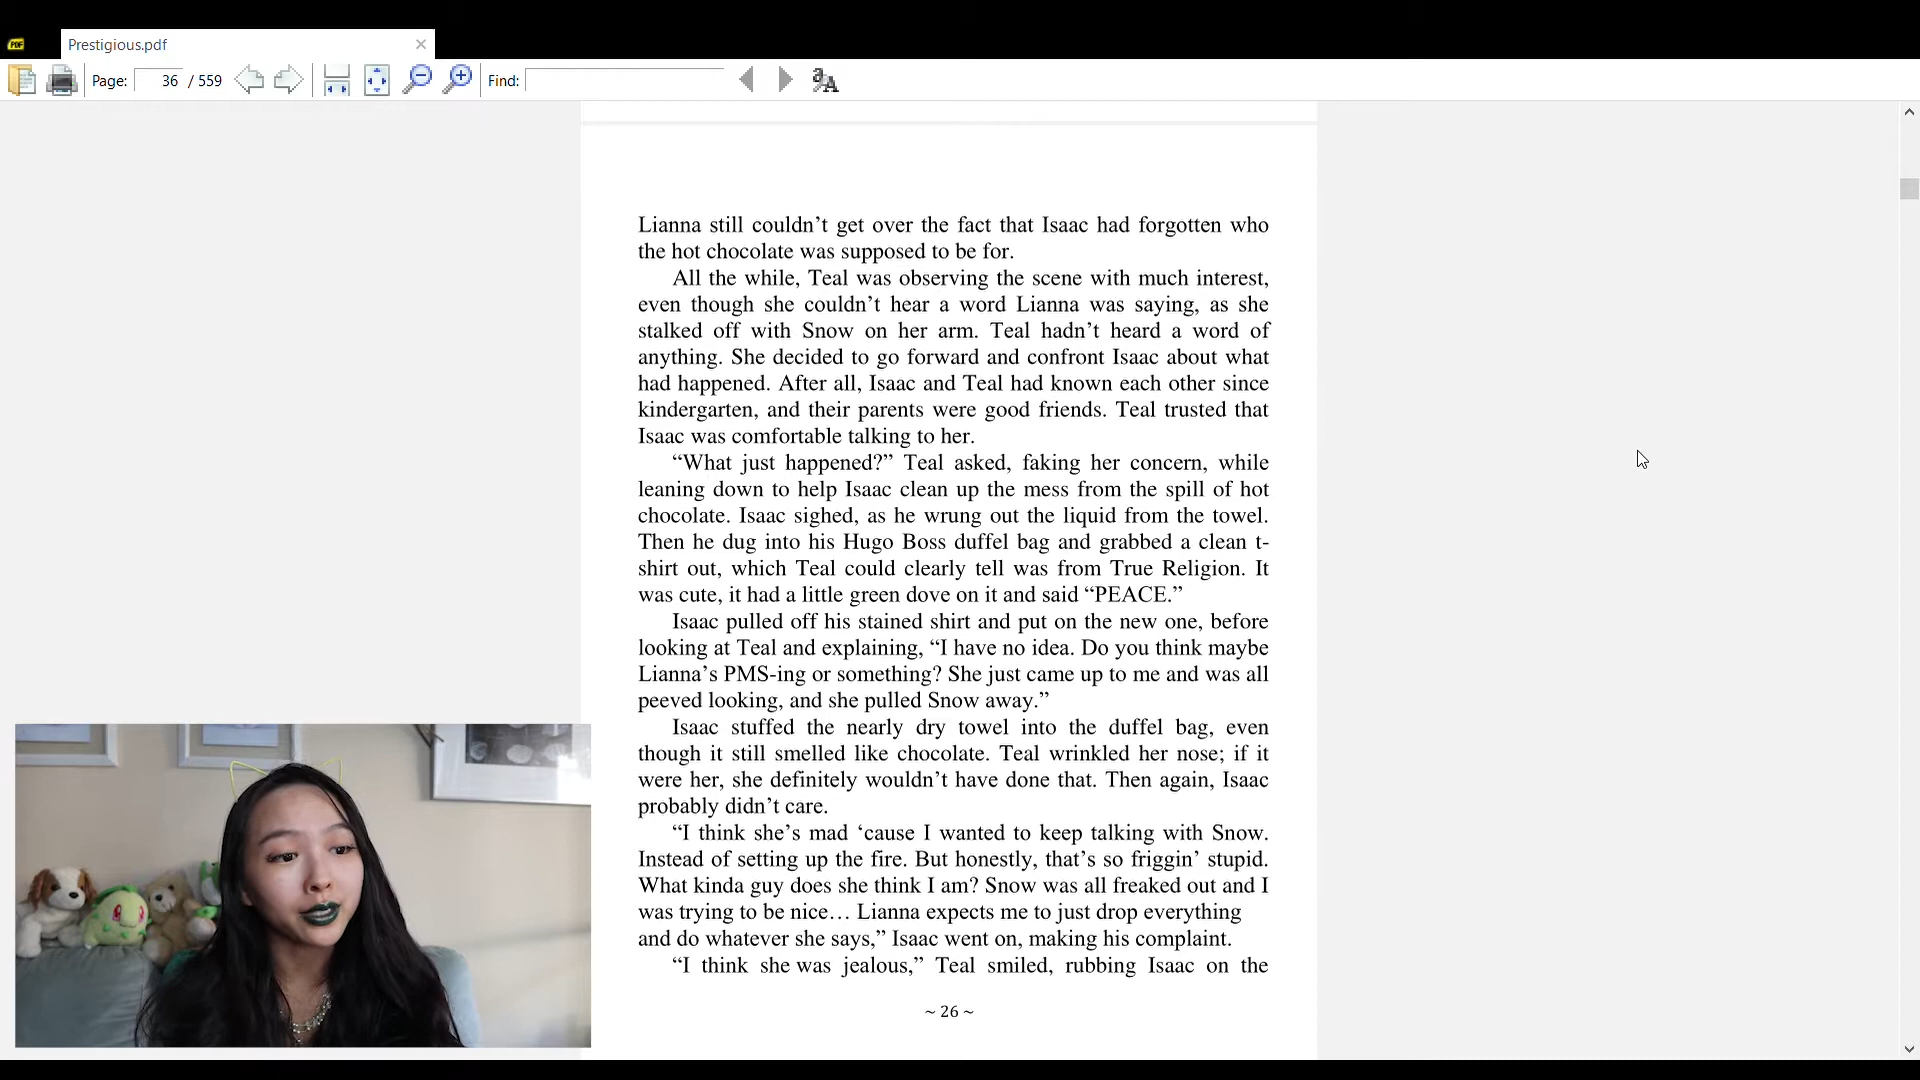 PDF
Prestigious.pdf
Page: 36 / 559
Find:
Lianna still couldn’t get over the fact that Isaac had forgotten who
the hot chocolate was supposed to be for.
All the while, Teal was observing the scene with much interest,
even though she couldn’t hear a word Lianna was saying, as she
stalked off with Snow on her arm. Teal hadn’t heard a word of
anything. She decided to go forward and confront Isaac about what
had happened. After all, Isaac and Teal had known each other since
kindergarten, and their parents were good friends. Teal trusted that
Isaac was comfortable talking to her.
“What just happened?” Teal asked, faking her concern, while
leaning down to help Isaac clean up the mess from the spill of hot
chocolate. Isaac sighed, as he wrung out the liquid from the towel.
Then he dug into his Hugo Boss duffel bag and grabbed a clean t-
shirt out, which Teal could clearly tell was from True Religion. It
was cute, it had a little green dove on it and said “PEACE.”
Isaac pulled off his stained shirt and put on the new one, before
looking at Teal and explaining, “I have no idea. Do you think maybe
Lianna’s PMS-ing or something? She just came up to me and was all
peeved looking, and she pulled Snow away.”
Isaac stuffed the nearly dry towel into the duffel bag, even
though it still smelled like chocolate. Teal wrinkled her nose; if it
were her, she definitely wouldn’t have done that. Then again, Isaac
probably didn’t care.
“I think she’s mad ‘cause I wanted to keep talking with Snow.
Instead of setting up the fire. But honestly, that’s so friggin’ stupid.
What kinda guy does she think I am? Snow was all freaked out and I
was trying to be nice… Lianna expects me to just drop everything
and do whatever she says,” Isaac went on, making his complaint.
“I think she was jealous,” Teal smiled, rubbing Isaac on the
~ 26 ~